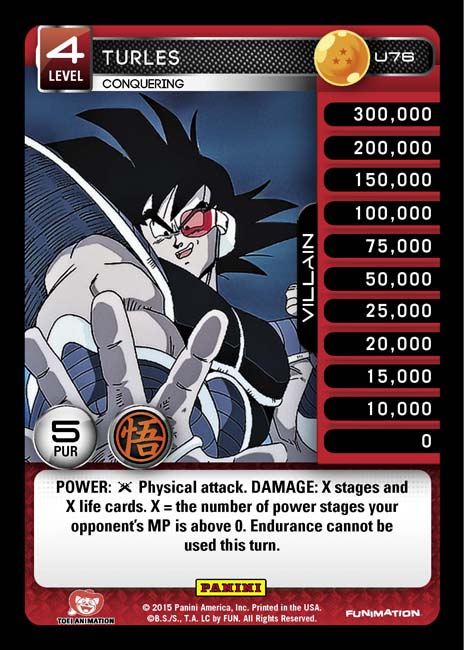 4
LEVEL
TURLES
U76
CONQUERING
300,000
200,000
150,000
100,000
75,000
50,000
25,000
20,000
15,000
10,000
0
VILLAIN
5
PUR
悟
POWER: Physical attack. DAMAGE: X stages and
X life cards. X = the number of power stages your
opponent's MP is above 0. Endurance cannot be
used this turn.
PANINI
TOEI ANIMATION
© 2015 Panini America, Inc. Printed in the USA.
©B.S./S., T.A. LC by FUN. All Rights Reserved.
FUNIMATION